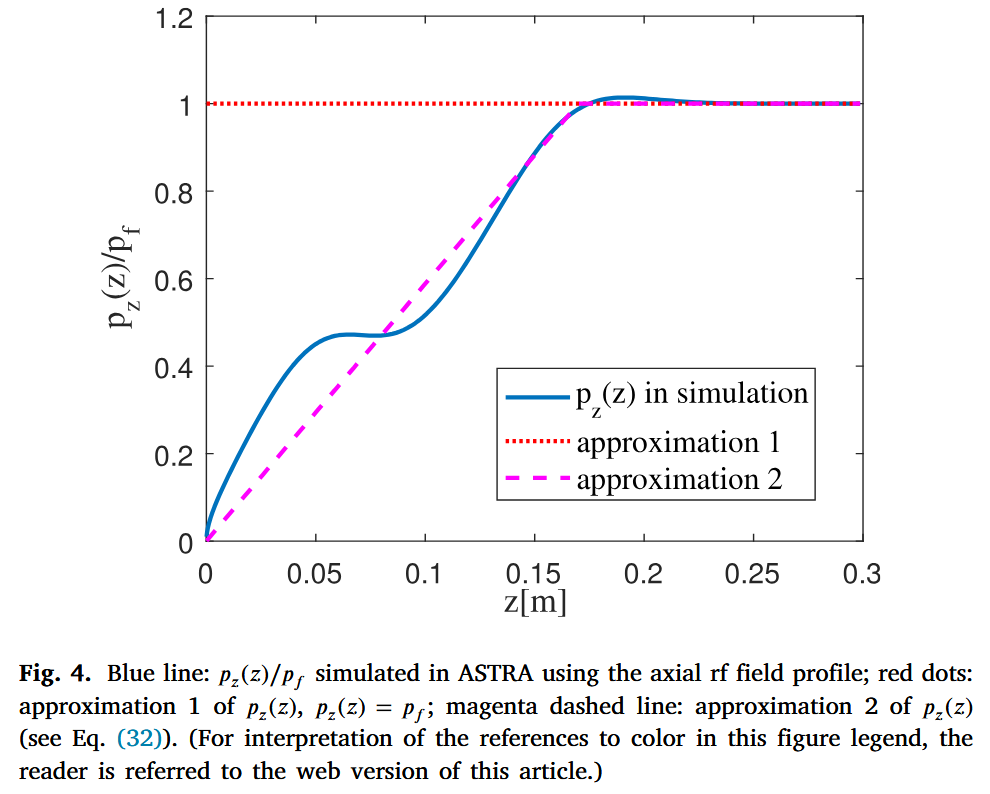 1.2
1
0.8
0.6
0.4
0.2
0
p_z(z)/p_f
p_z(z) in simulation
approximation 1
approximation 2
0 0.05 0.1 0.15 0.2 0.25 0.3
z[m]
Fig. 4. Blue line: p_z(z)/p_f simulated in ASTRA using the axial rf field profile; red dots:
approximation 1 of p_z(z), p_z(z) = p_f; magenta dashed line: approximation 2 of p_z(z)
(see Eq. (32)). (For interpretation of the references to color in this figure legend, the
reader is referred to the web version of this article.)